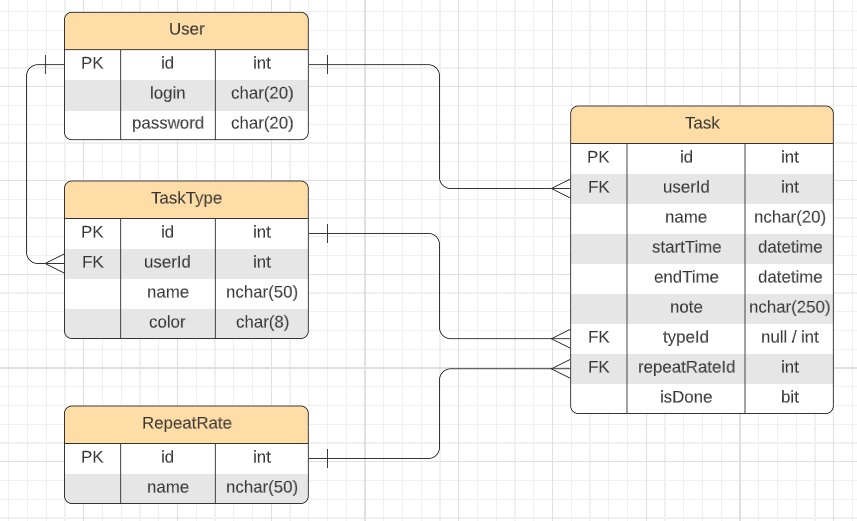 User
PK id int
login char(20)
password char(20)
TaskType
PK id int
FK userId int
name nchar(50)
color char(8)
RepeatRate
PK id int
name nchar(50)
Task
PK id int
FK userId int
name nchar(20)
startTime datetime
endTime datetime
note nchar(250)
FK typeId null / int
FK repeatRateId int
isDone bit